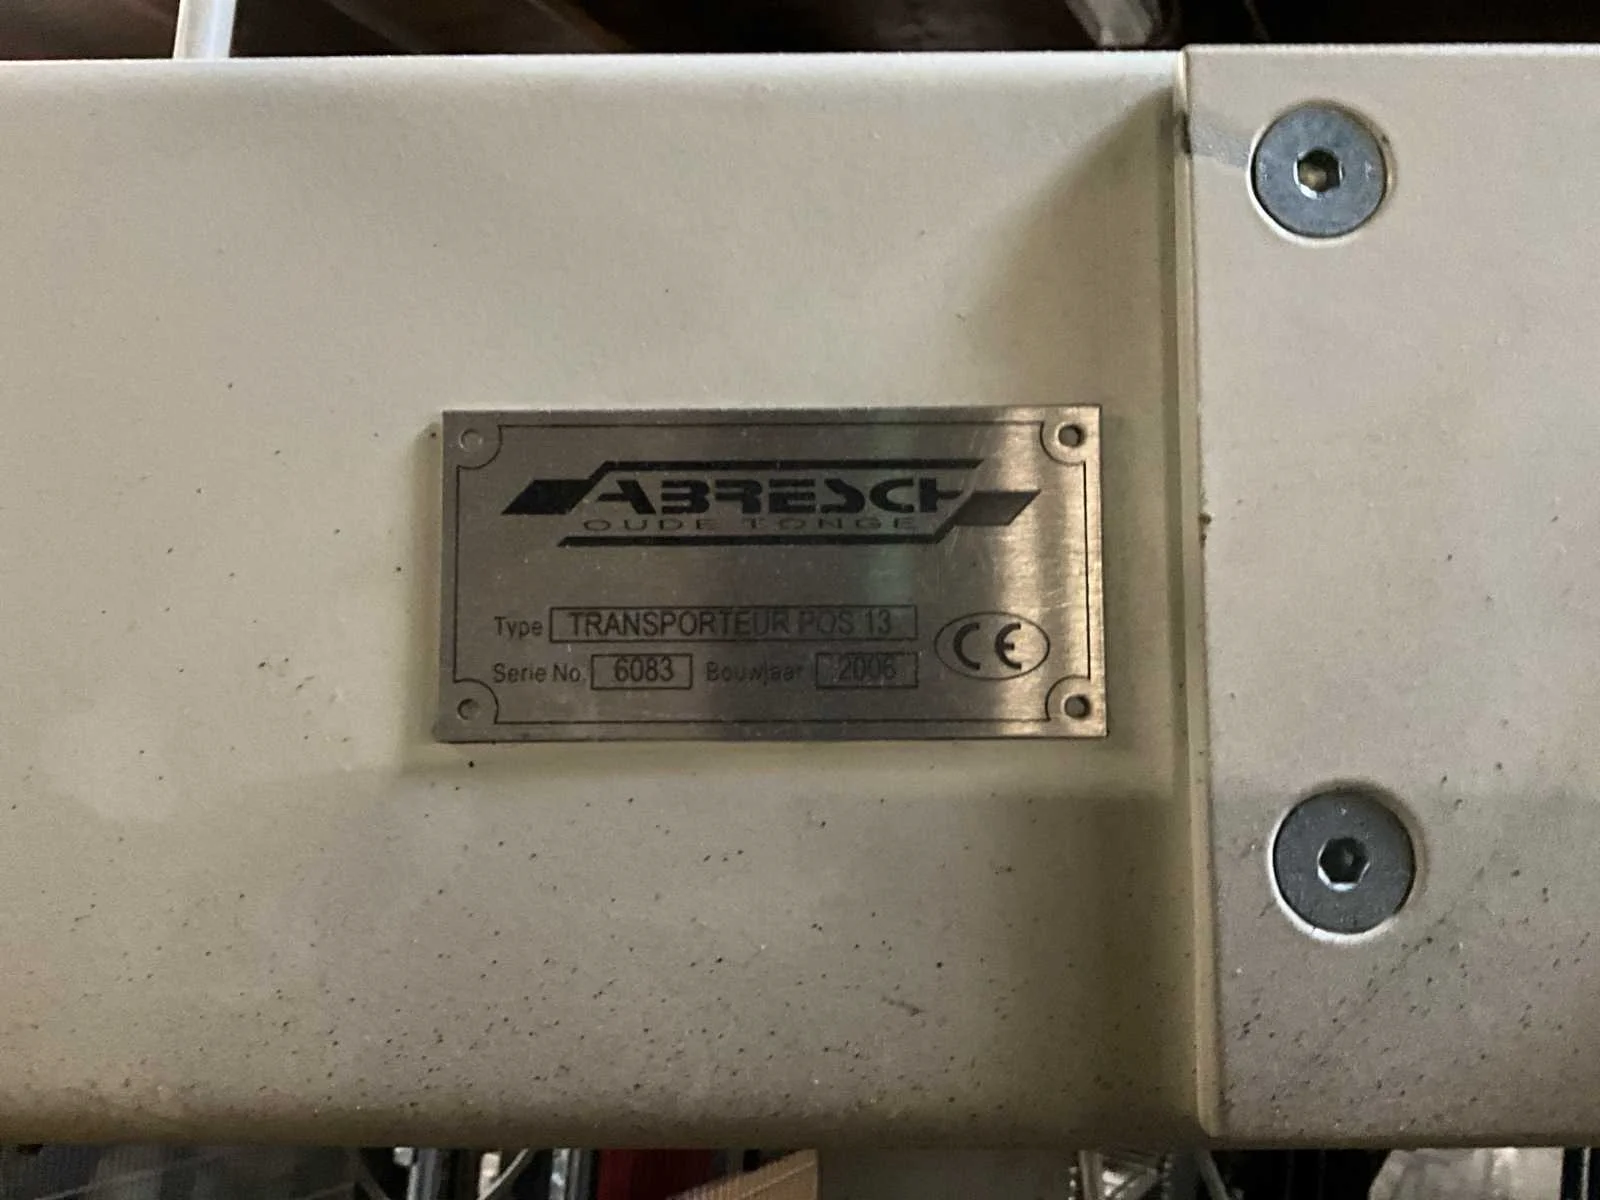 ABRESCH
OUDE TONGE
Type TRANSPORTEUR POS 13
Serie No. 6083 Bouwjaar 2006
CE